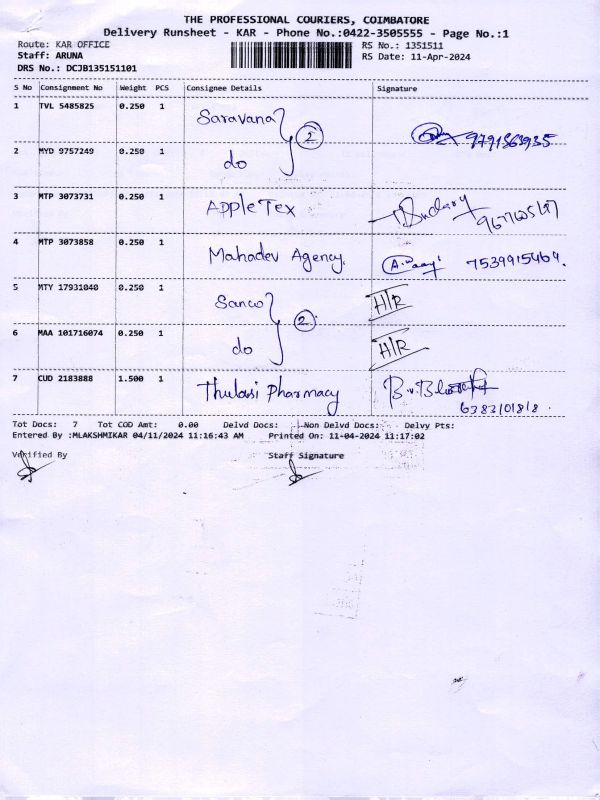 THE PROFESSIONAL COURIERS, COIMBATORE
Delivery Runsheet - KAR - Phone No.:0422-3505555 - Page No.:1
Route: KAR OFFICE RS No.: 1351511
Staff: ARUNA RS Date: 11-Apr-2024
DRS No.: DCJB135151101
S No Consignment No Weight PCS Consignee Details Signature
1 TVL 5485825 0.250 1 Saravana 2 9791363935
2 MYD 9757249 0.250 1 do
3 MTP 3073731 0.250 1 Apple Tex
4 MTP 3073858 0.250 1 Mahadev Agency. 7539915464.
5 MTY 17931040 0.250 1 Sanco 2 H/R
6 MAA 101716074 0.250 1 do H/R
7 CUD 2183888 1.500 1 Thulasi Pharmacy
Tot Docs: 7 Tot COD Amt: 0.00 Delvd Docs: Non Delvd Docs: Delvy Pts:
Entered By :MLAKSHMIKAR 04/11/2024 11:16:43 AM Printed On: 11-04-2024 11:17:02
Verified By Staff Signature